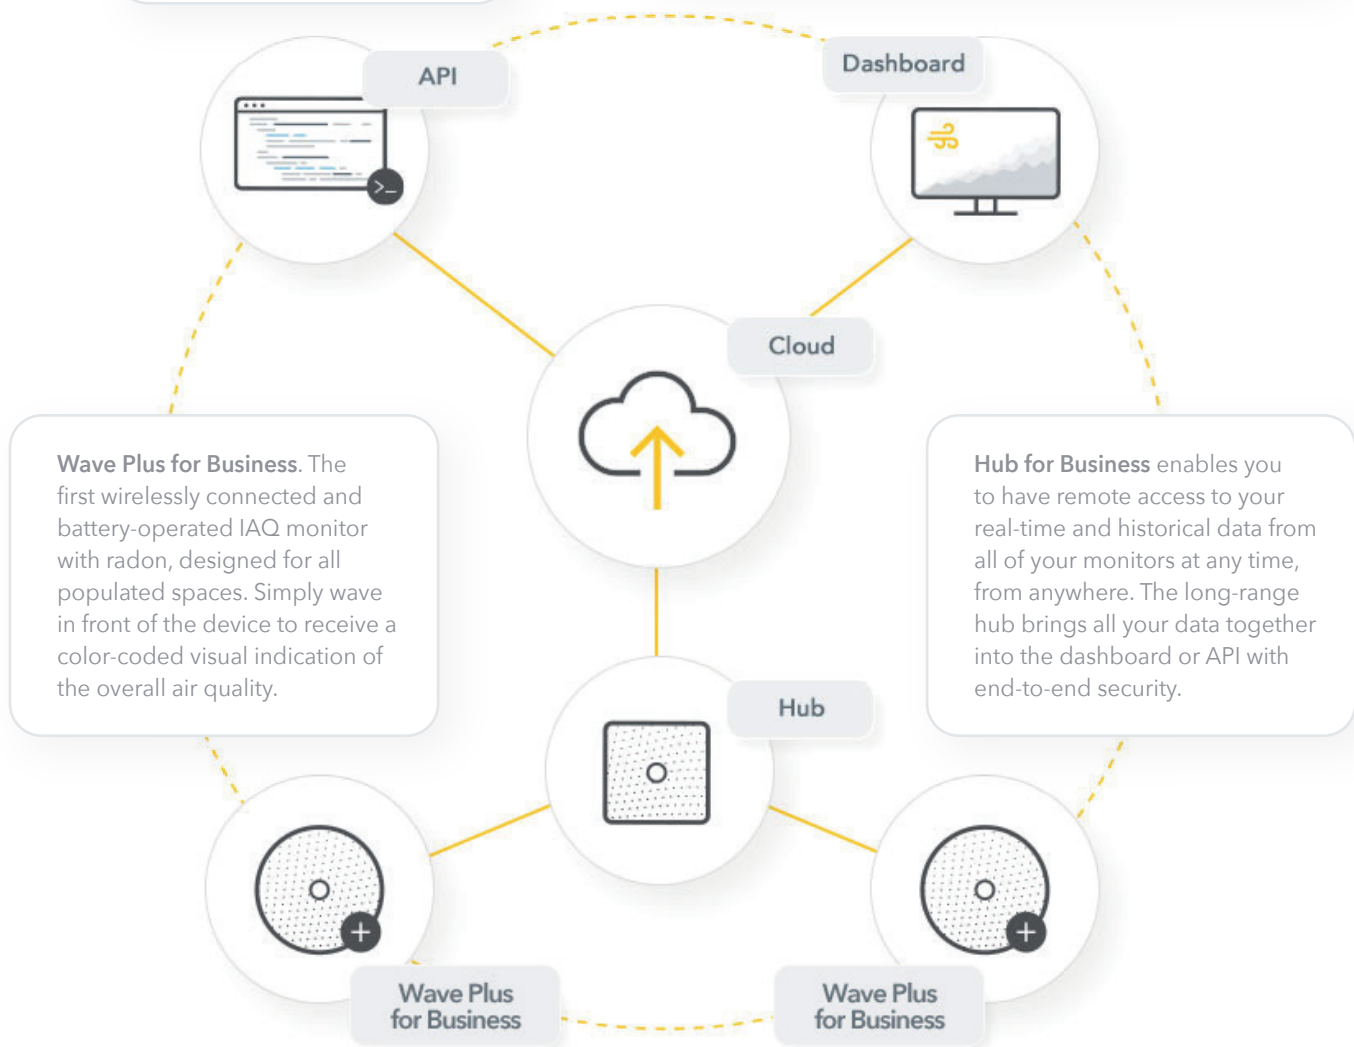 API
Dashboard
Cloud
Wave Plus for Business. The
first wirelessly connected and
battery-operated IAQ monitor
with radon, designed for all
populated spaces. Simply wave
in front of the device to receive a
color-coded visual indication of
the overall air quality.
Hub for Business enables you
to have remote access to your
real-time and historical data from
all of your monitors at any time,
from anywhere. The long-range
hub brings all your data together
into the dashboard or API with
end-to-end security.
Hub
Wave Plus
for Business
Wave Plus
for Business